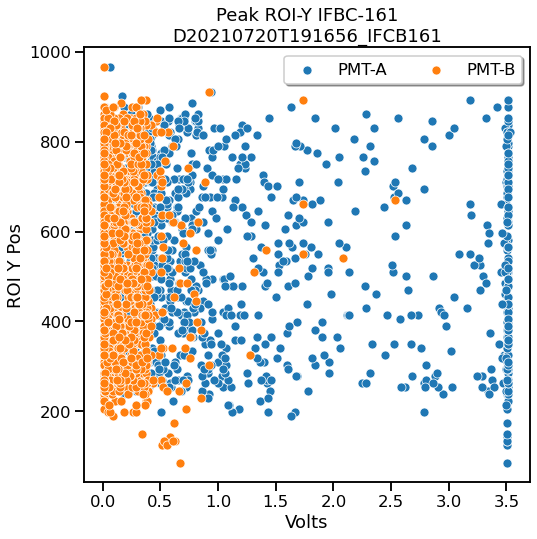 Peak ROI-Y IFBC-161
D20210720T191656_IFCB161
PMT-A PMT-B
ROI Y Pos
1000
800
600
400
200
0.0 0.5 1.0 1.5 2.0 2.5 3.0 3.5
Volts